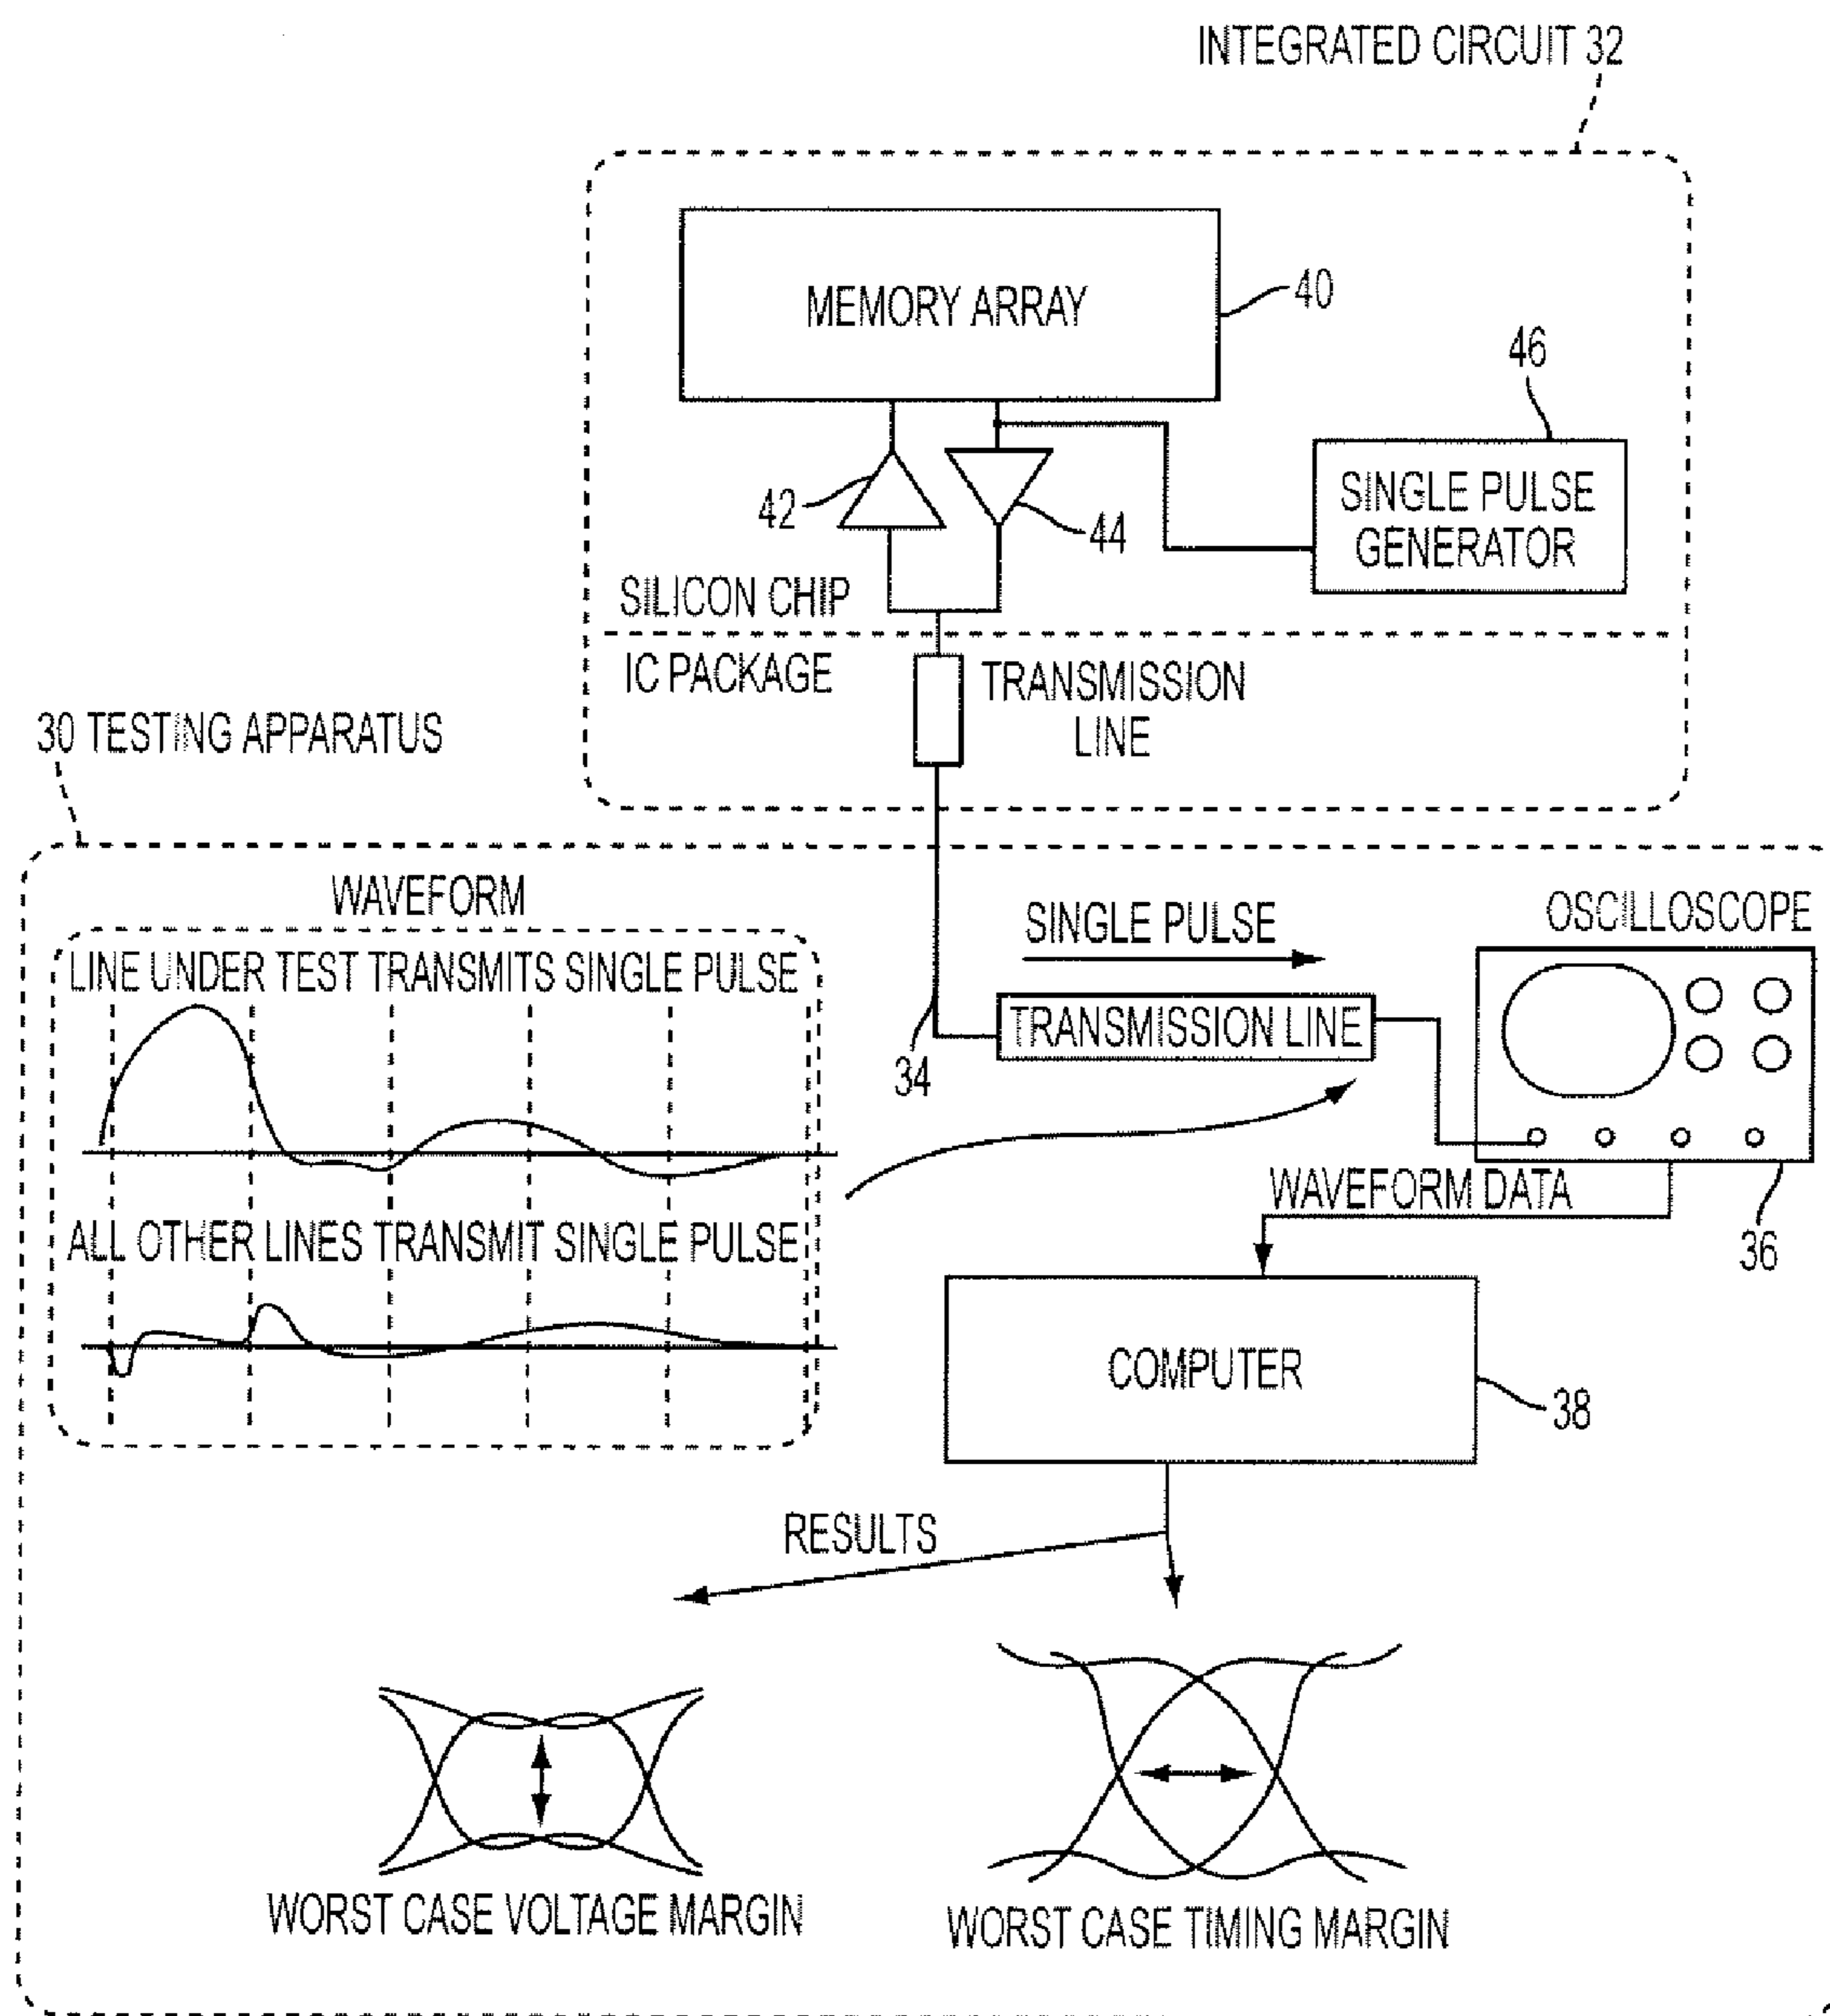 INTEGRATED CIRCUIT 32
MEMORY ARRAY
40
46
SINGLE PULSE
GENERATOR
42
44
SILICON CHIP
IC PACKAGE
TRANSMISSION
LINE
30 TESTING APPARATUS
WAVEFORM
LINE UNDER TEST TRANSMITS SINGLE PULSE
ALL OTHER LINES TRANSMIT SINGLE PULSE
SINGLE PULSE
OSCILLOSCOPE
TRANSMISSION LINE
34
WAVEFORM DATA
36
COMPUTER
38
RESULTS
WORST CASE VOLTAGE MARGIN
WORST CASE TIMING MARGIN